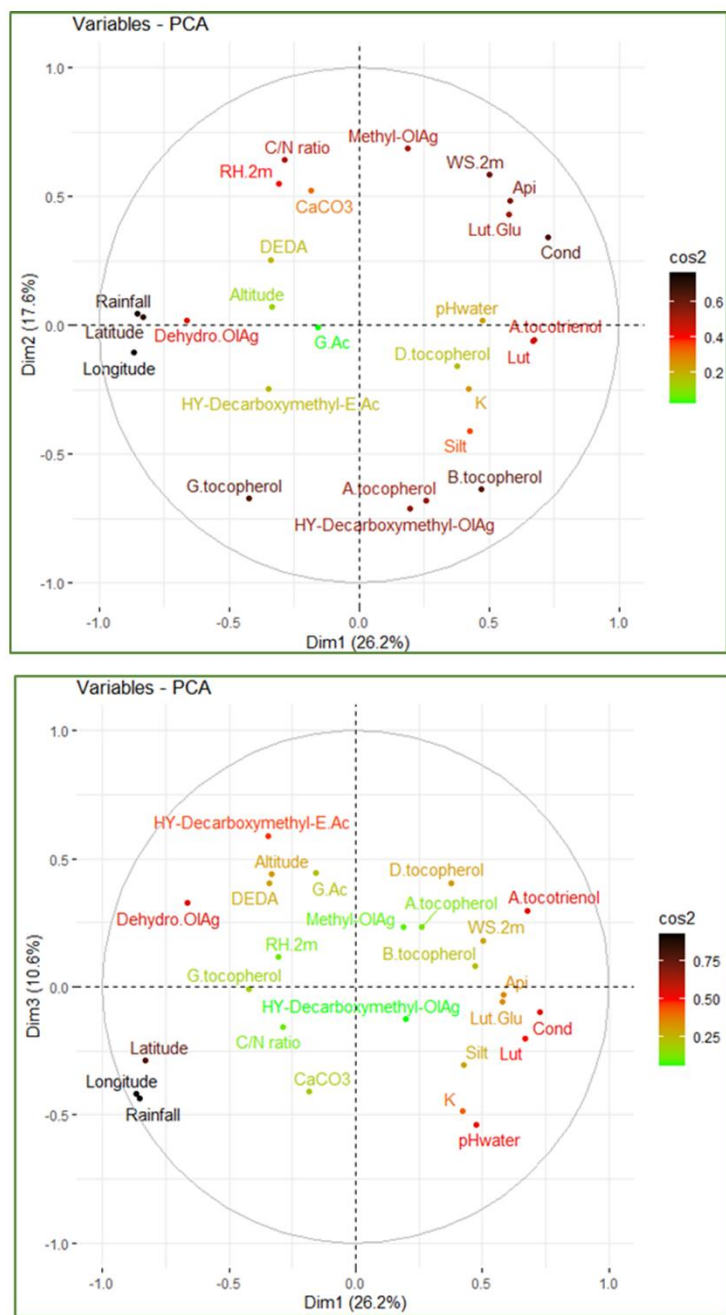 Variables - PCA
1.0
Methyl-OlAg
C/N ratio
WS.2m
RH.2m
Api
0.5
CaCO3
Lut.Glu
cos2
DEDA
Cond
0.6
Rainfall
Altitude
pHwater
A.tocotrienol
0.4
0.0
Latitude
Dehydro.OlAg
G.Ac
Lut
0.2
Longitude
D.tocopherol
HY-Decarboxymethyl-E.Ac
K
Silt
-0.5
B.tocopherol
G.tocopherol
A.tocopherol
HY-Decarboxymethyl-OlAg
-1.0
Dim2 (17.6%)
-1.0 -0.5 0.0 0.5 1.0
Dim1 (26.2%)
Variables - PCA
1.0
HY-Decarboxymethyl-E.Ac
0.5
Altitude
D.tocopherol
DEDA
G.Ac
A.tocopherol
A.tocotrienol
Dehydro.OlAg
Methyl-OlAg
WS.2m
cos2
RH.2m
B.tocopherol
0.75
G.tocopherol
Api
0.0
HY-Decarboxymethyl-OlAg
Lut.Glu
0.50
Cond
C/N ratio
Lut
0.25
Latitude
Silt
Longitude
CaCO3
Rainfall
K
-0.5
pHwater
-1.0
Dim3 (10.6%)
-1.0 -0.5 0.0 0.5 1.0
Dim1 (26.2%)